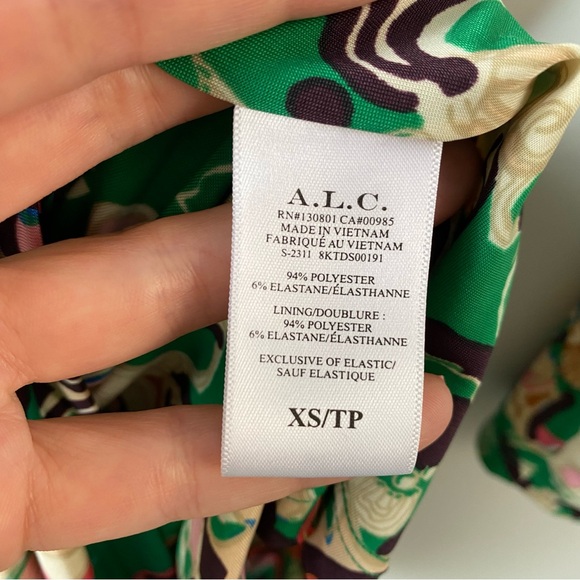 A.L.C.
RN#130801 CA#00985
MADE IN VIETNAM
FABRIQUÉ AU VIETNAM
S-2311 8KTDS00191
94% POLYESTER
6% ELASTANE/ÉLASTHANNE
LINING/DOUBLURE :
94% POLYESTER
6% ELASTANE/ÉLASTHANNE
EXCLUSIVE OF ELASTIC/
SAUF ELASTIQUE
XS/TP